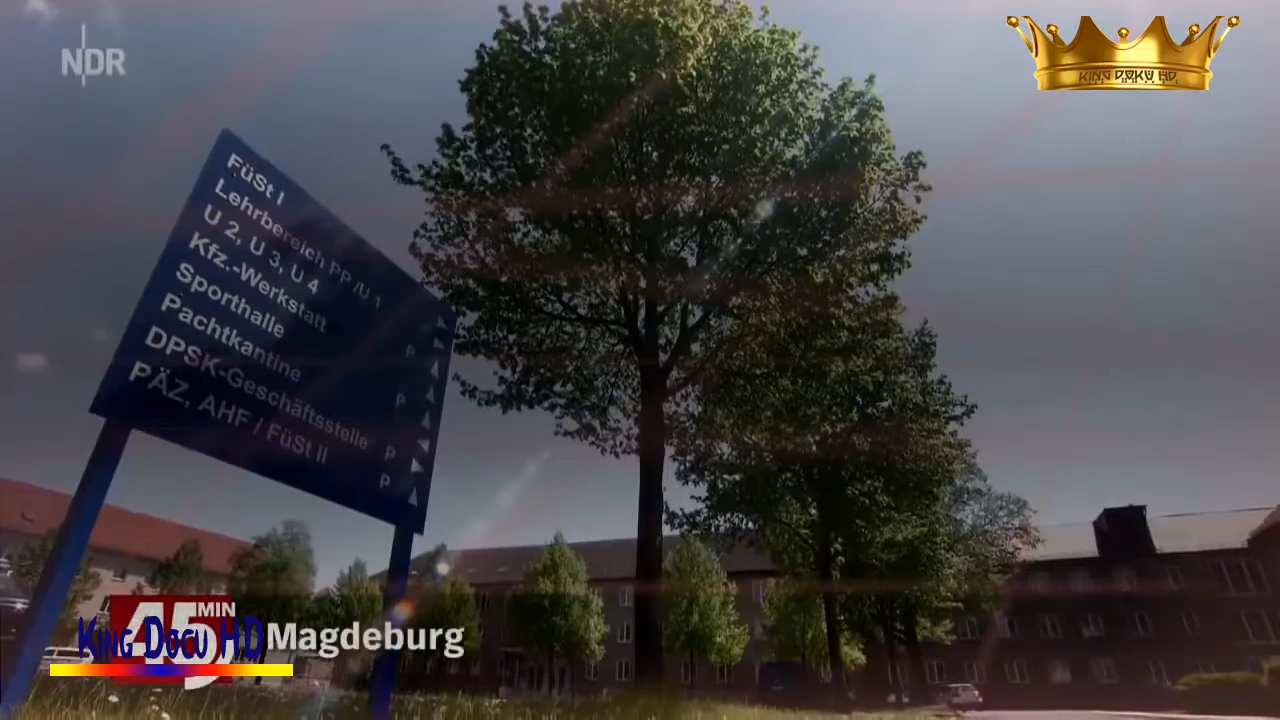 NDR
KING DOKU HD
FüSt I
Lehrbereich PP /U 1
U 2, U 3, U 4
Kfz.-Werkstatt
Sporthalle
Pachtkantine
DPSK-Geschäftsstelle
PÄZ, AHF / FüSt II
P
P
P
P
45 MIN
King Docu HD
Magdeburg